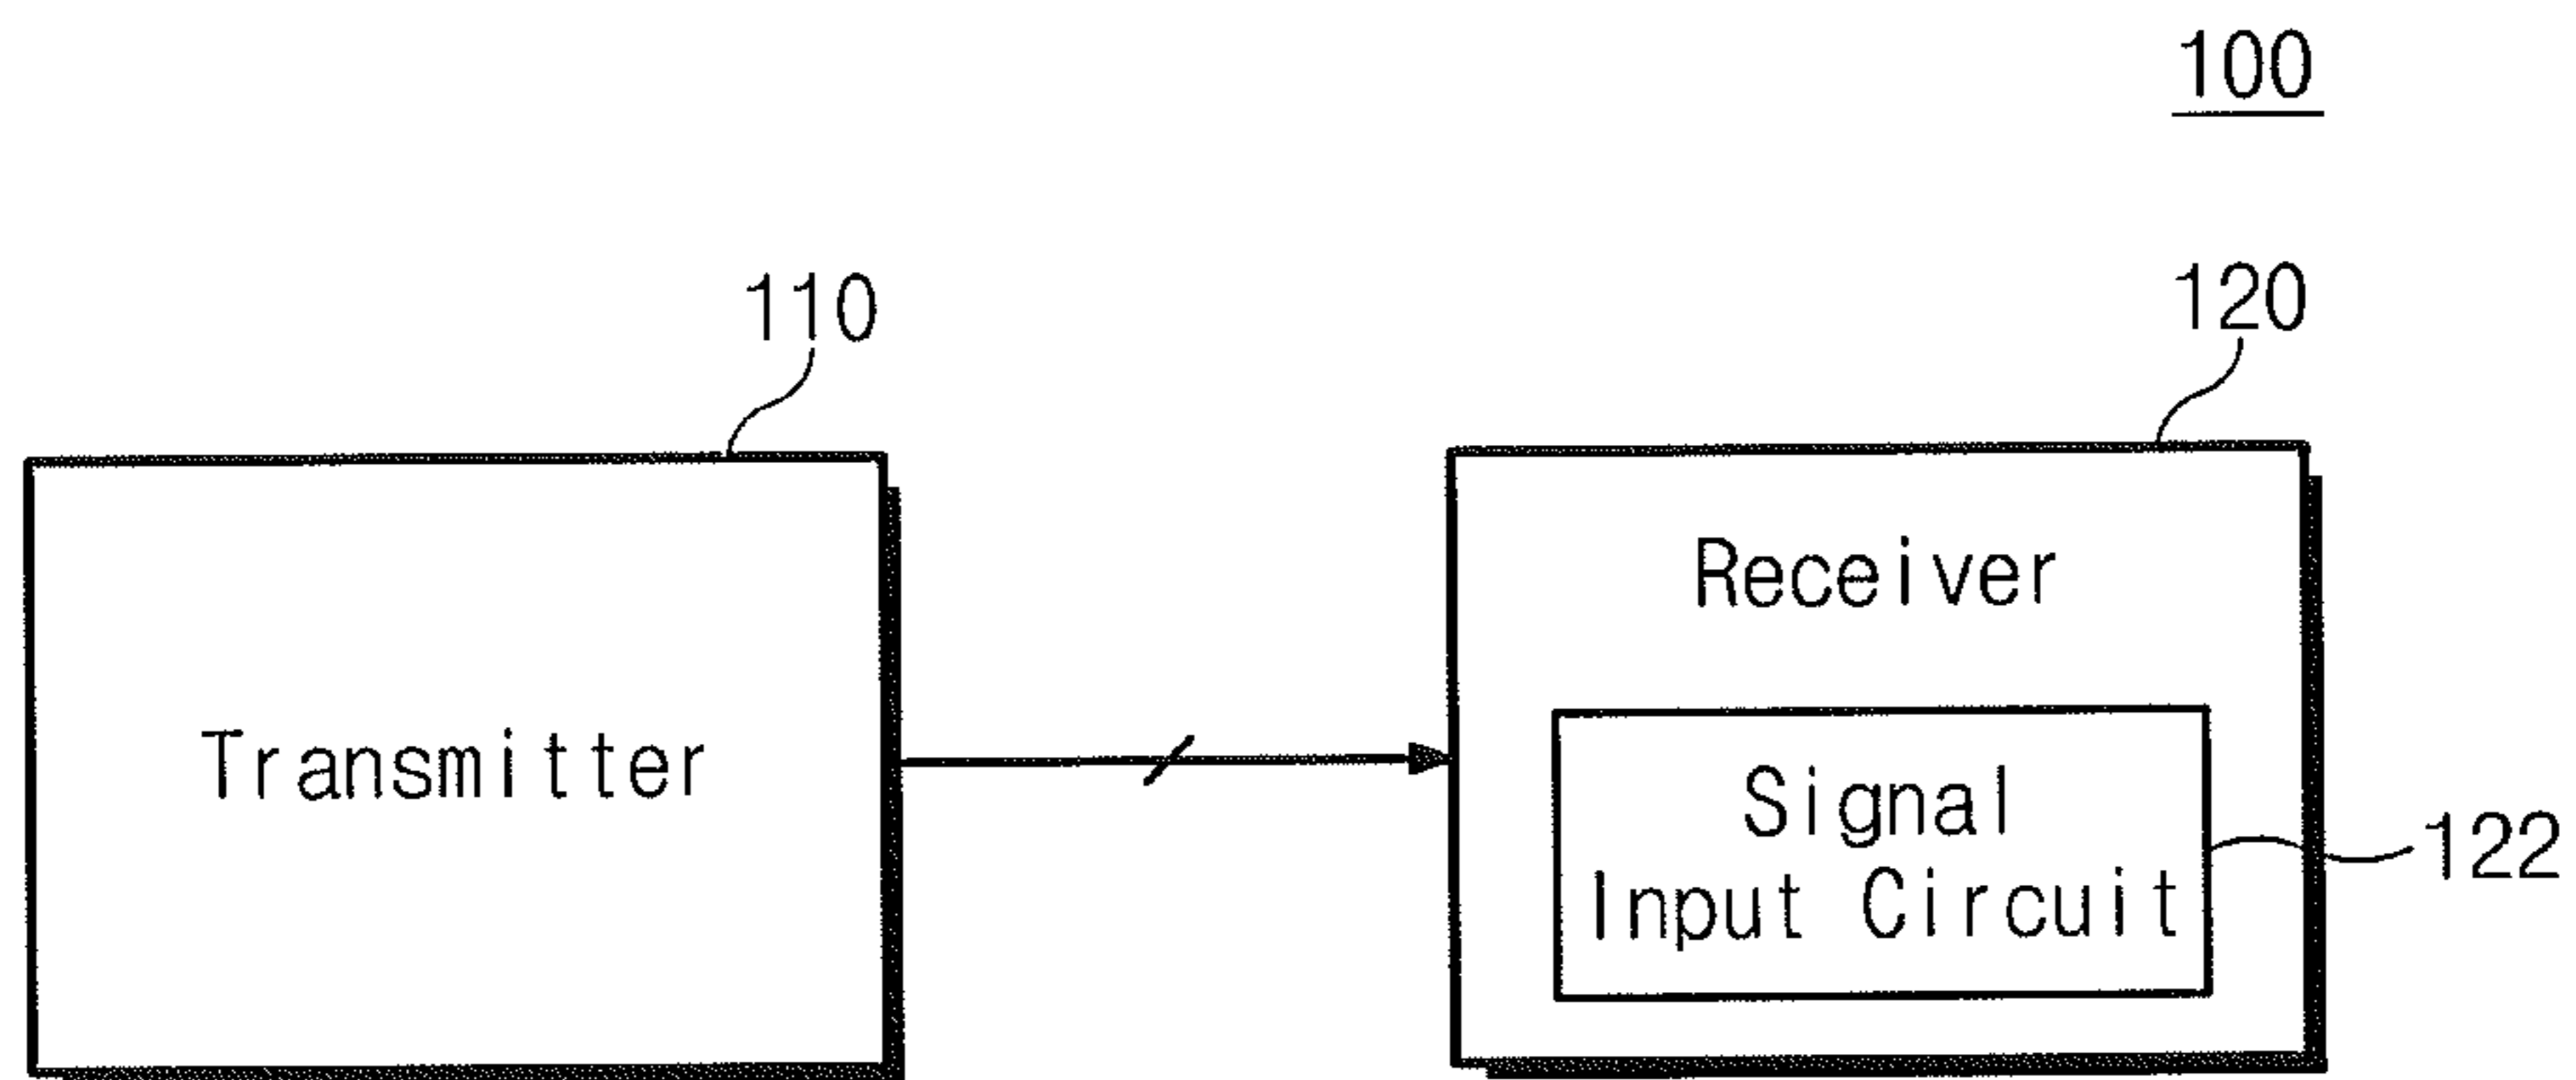 100
110
120
Transmitter
Receiver
Signal
Input Circuit
122